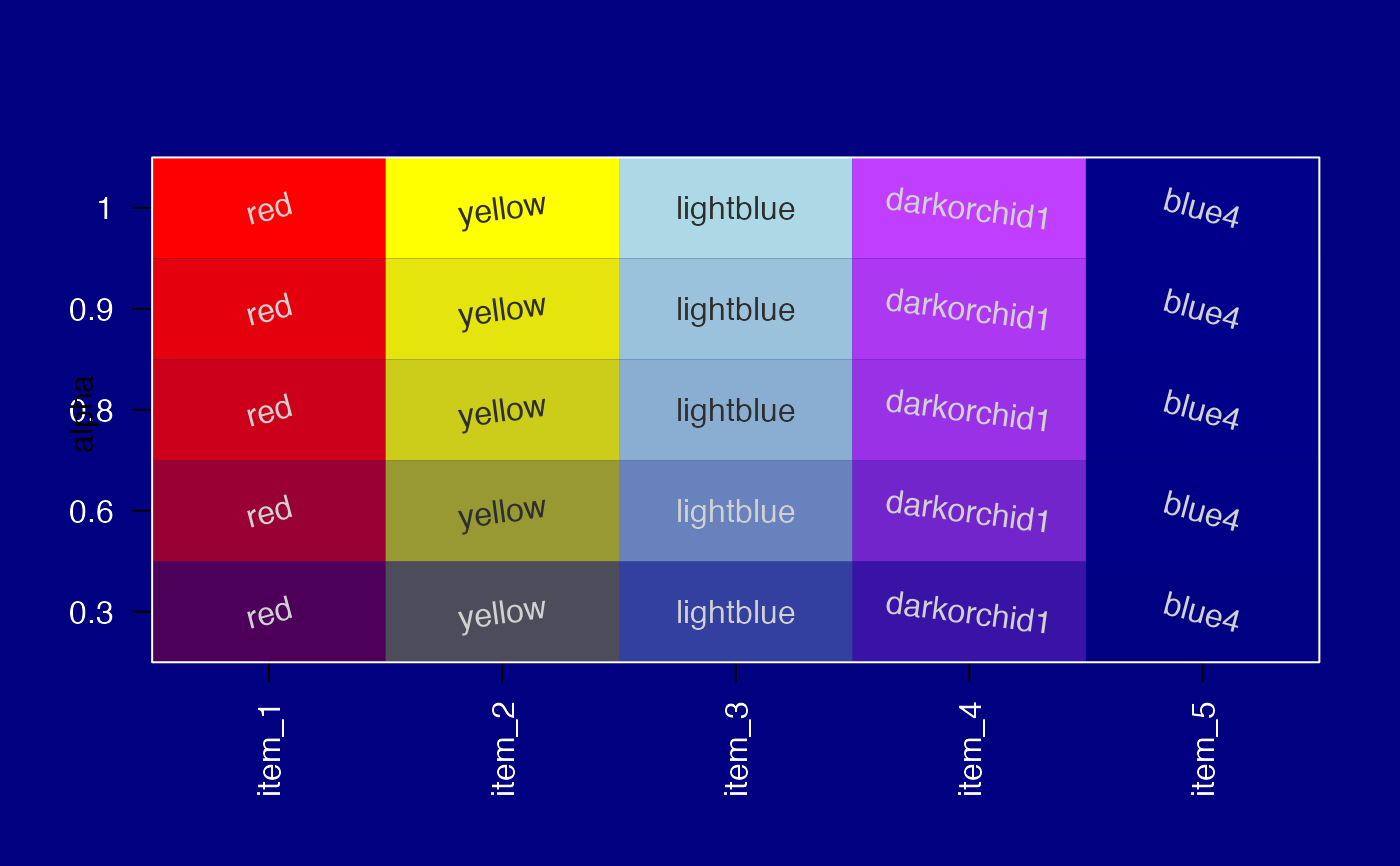 1 red yellow lightblue darkorchid1 blue4
0.9 red yellow lightblue darkorchid1 blue4
alpha
0.8 red yellow lightblue darkorchid1 blue4
0.6 red yellow lightblue darkorchid1 blue4
0.3 red yellow lightblue darkorchid1 blue4
item_1 item_2 item_3 item_4 item_5